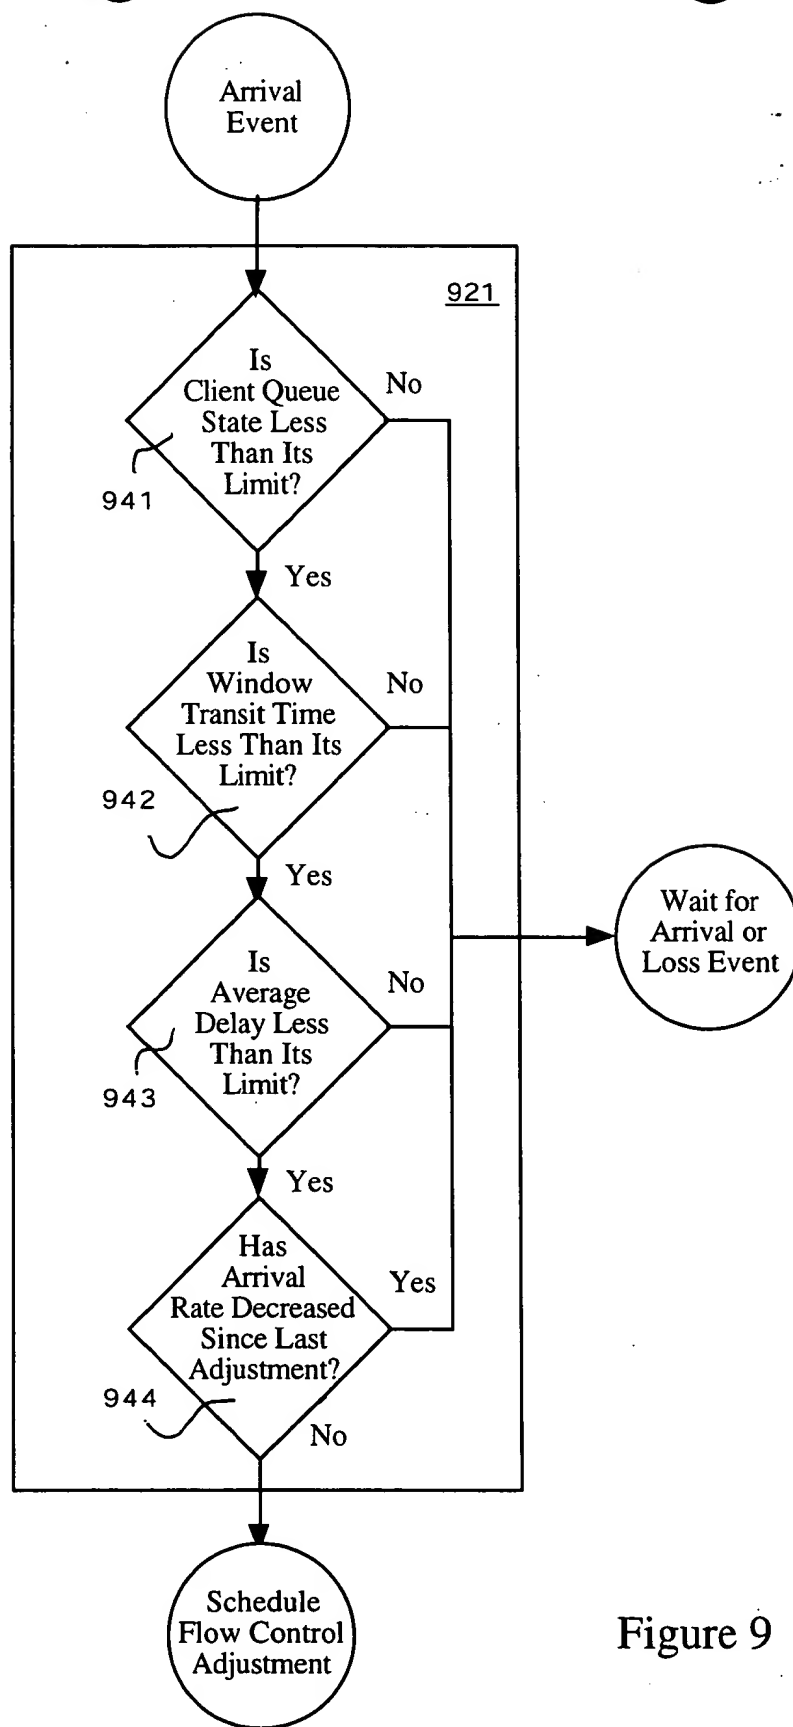 Arrival
Event
921
Is
Client Queue
State Less
Than Its
Limit?
No
941
Yes
Is
Window
Transit Time
Less Than Its
Limit?
No
942
Yes
Is
Average
Delay Less
Than Its
Limit?
No
943
Yes
Wait for
Arrival or
Loss Event
Has
Arrival
Rate Decreased
Since Last
Adjustment?
Yes
944
No
Schedule
Flow Control
Adjustment
Figure 9